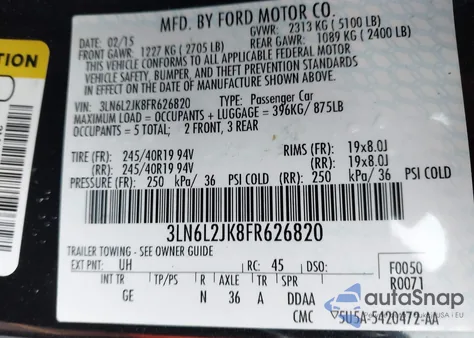 MFD. BY FORD MOTOR CO.
DATE: 02/15 GVWR: 2313 KG ( 5100 LB)
FRONT GAWR: 1227 KG ( 2705 LB) REAR GAWR: 1089 KG ( 2400 LB)
THIS VEHICLE CONFORMS TO ALL APPLICABLE FEDERAL MOTOR
VEHICLE SAFETY, BUMPER, AND THEFT PREVENTION STANDARDS
IN EFFECT ON THE DATE OF MANUFACTURE SHOWN ABOVE.
VIN: 3LN6L2JK8FR626820 TYPE: Passenger Car
MAXIMUM LOAD = OCCUPANTS + LUGGAGE = 396KG/ 875LB
OCCUPANTS = 5 TOTAL; 2 FRONT, 3 REAR
TIRE (FR): 245/40R19 94V RIMS (FR): 19x8.0J
(RR): 245/40R19 94V (RR): 19x8.0J
PRESSURE (FR): 250 kPa/ 36 PSI COLD (RR): 250 kPa/ 36 PSI COLD
3LN6L2JK8FR626820
TRAILER TOWING - SEE OWNER GUIDE
EXT PNT: UH RC: 45 DSO: F0050
INT TR TP/PS R AXLE TR SPR R0071
GE N 36 A DDAA
CMC 5U5A-5420472-AA
autoSnap